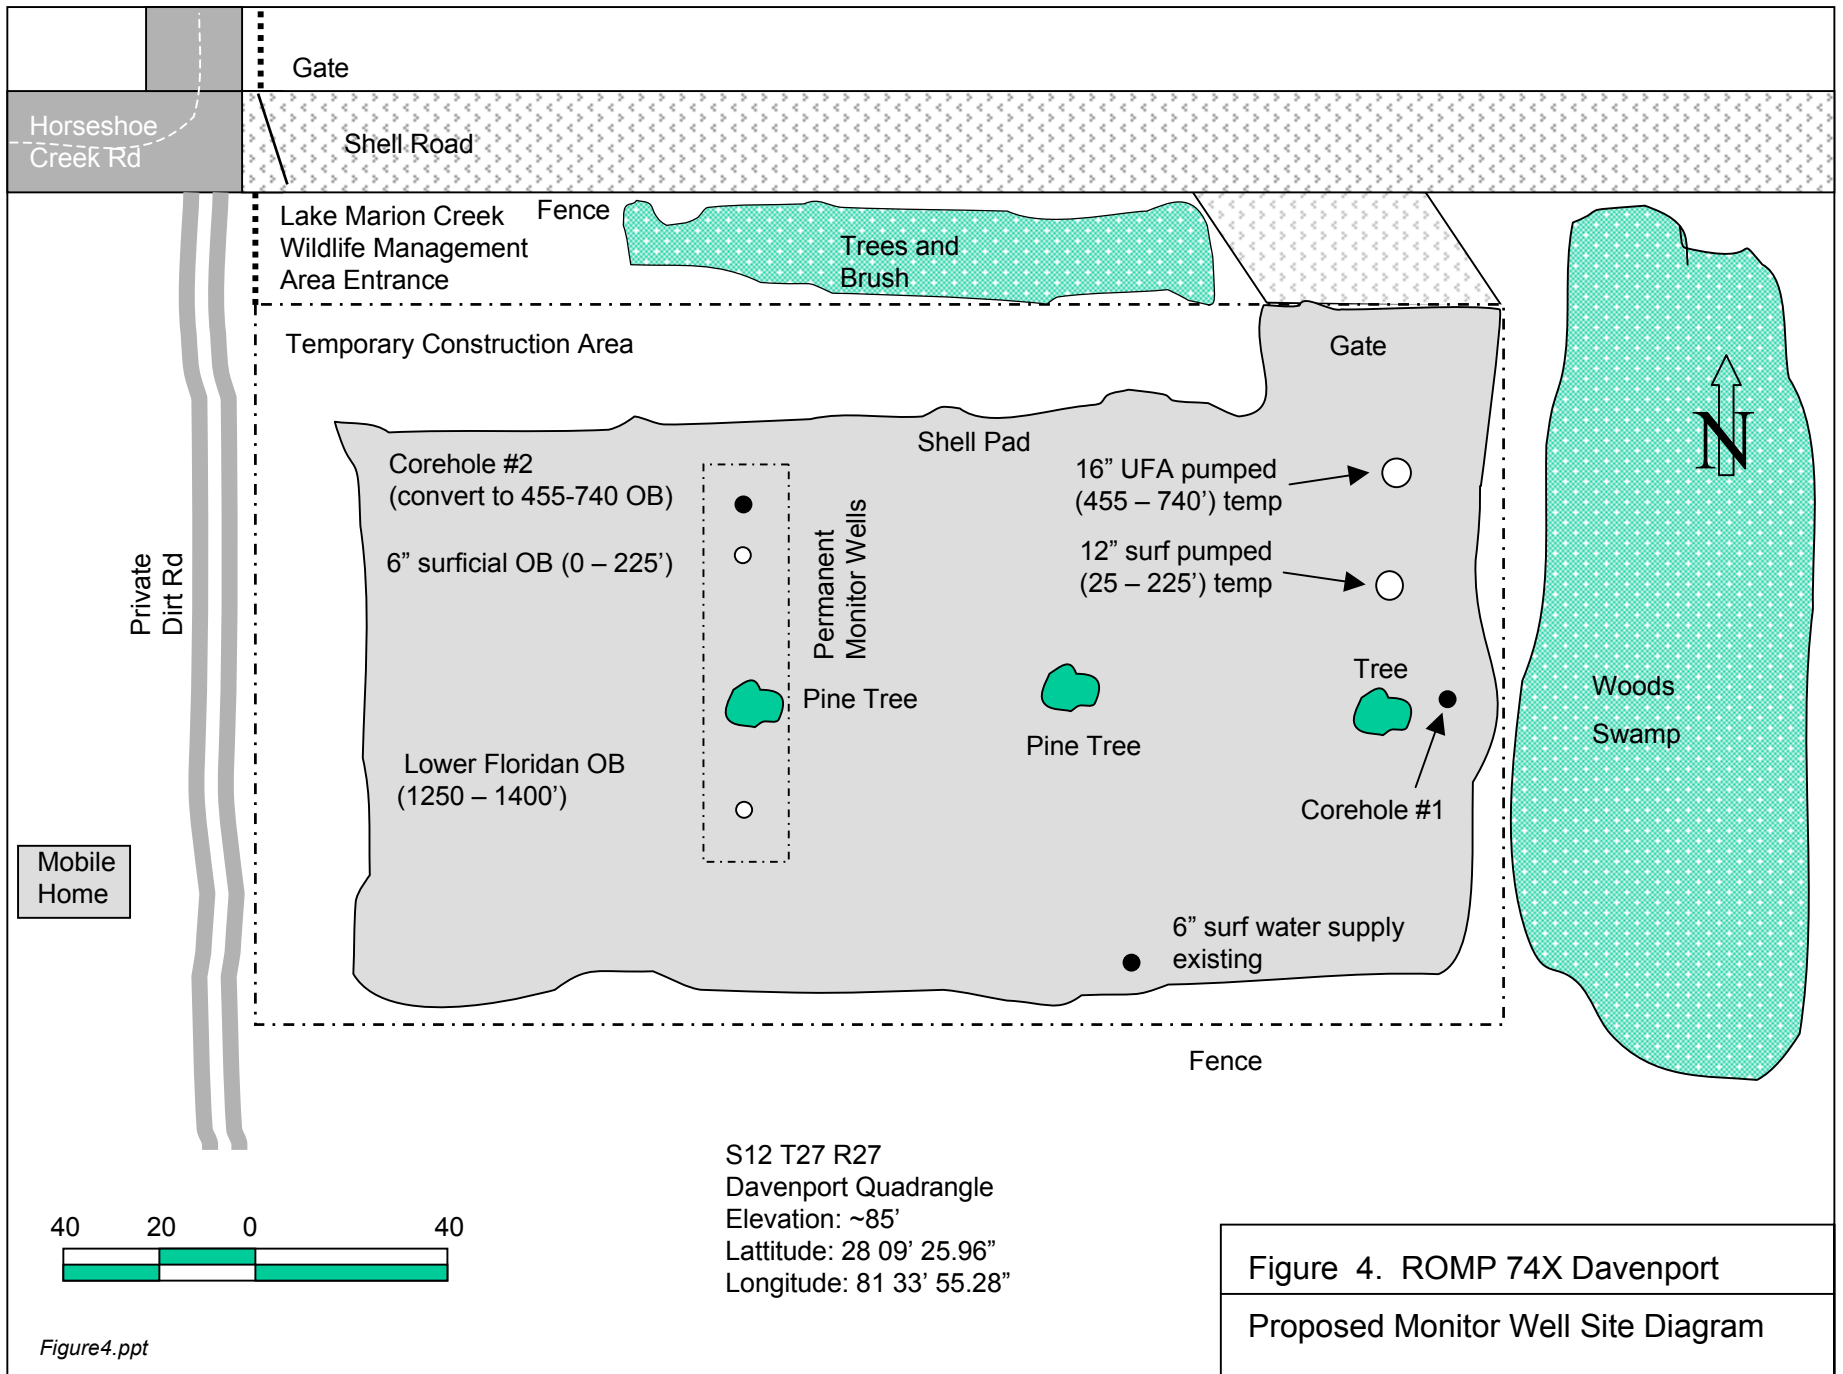 Gate
Horseshoe
Creek Rd
Shell Road
Lake Marion Creek
Wildlife Management
Area Entrance
Fence
Trees and
Brush
Temporary Construction Area
Gate
Shell Pad
N
Corehole #2
(convert to 455-740 OB)
6” surficial OB (0 – 225’)
Permanent
Monitor Wells
16” UFA pumped
(455 – 740’) temp
12” surf pumped
(25 – 225’) temp
Private
Dirt Rd
Pine Tree
Pine Tree
Tree
Woods
Swamp
Lower Floridan OB
(1250 – 1400’)
Corehole #1
Mobile
Home
6” surf water supply
existing
Fence
S12 T27 R27
Davenport Quadrangle
Elevation: ~85’
Lattitude: 28 09’ 25.96”
Longitude: 81 33’ 55.28”
40 20 0 40
Figure 4. ROMP 74X Davenport
Proposed Monitor Well Site Diagram
Figure4.ppt